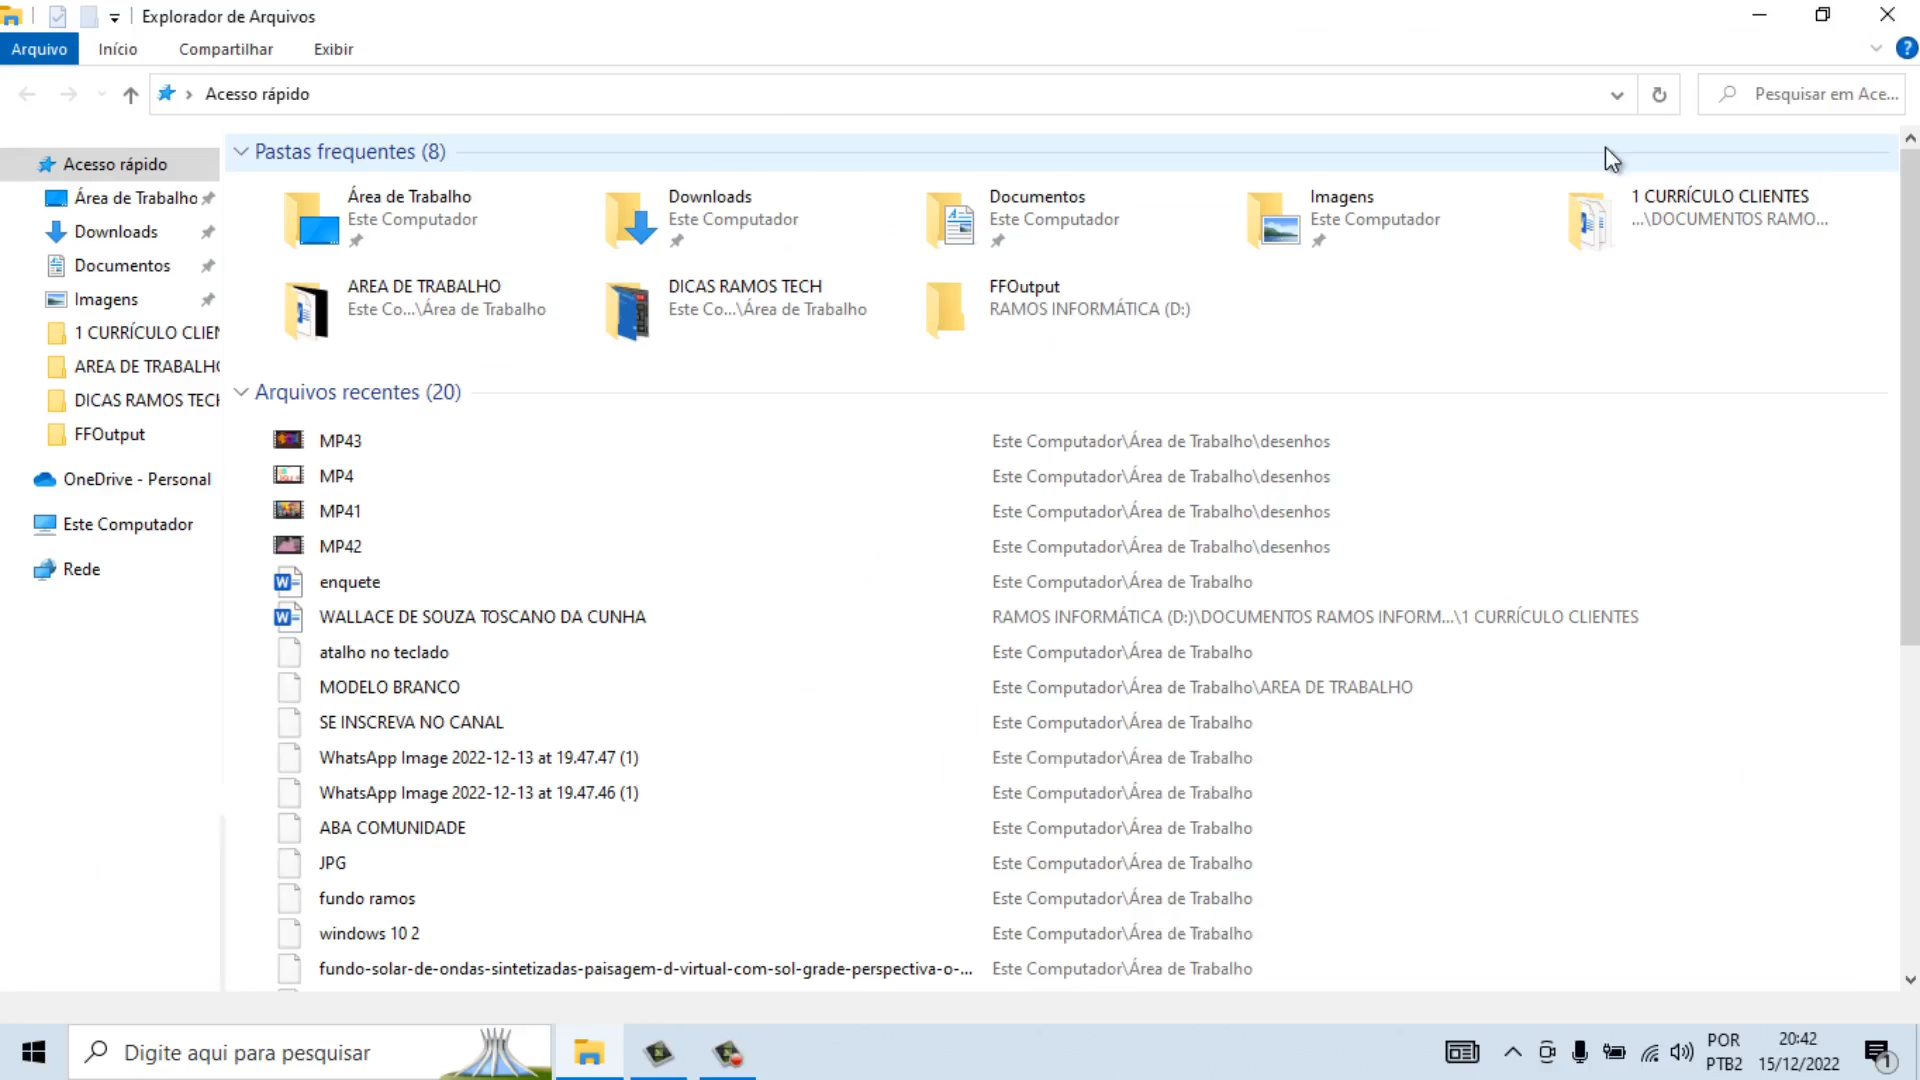 Explorador de Arquivos
Arquivo Início Compartilhar Exibir
Acesso rápido
Pesquisar em Ace...
Acesso rápido
Área de Trabalho
Downloads
Documentos
Imagens
1 CURRÍCULO CLIEN
AREA DE TRABALHO
DICAS RAMOS TECH
FFOutput
OneDrive - Personal
Este Computador
Rede
Pastas frequentes (8)
Área de Trabalho
Este Computador
Downloads
Este Computador
Documentos
Este Computador
Imagens
Este Computador
1 CURRÍCULO CLIENTES
...\DOCUMENTOS RAMO...
AREA DE TRABALHO
Este Co...\Área de Trabalho
DICAS RAMOS TECH
Este Co...\Área de Trabalho
FFOutput
RAMOS INFORMÁTICA (D:)
Arquivos recentes (20)
MP43 Este Computador\Área de Trabalho\desenhos
MP4 Este Computador\Área de Trabalho\desenhos
MP41 Este Computador\Área de Trabalho\desenhos
MP42 Este Computador\Área de Trabalho\desenhos
enquete Este Computador\Área de Trabalho
WALLACE DE SOUZA TOSCANO DA CUNHA RAMOS INFORMÁTICA (D:)\DOCUMENTOS RAMOS INFORM...\1 CURRÍCULO CLIENTES
atalho no teclado Este Computador\Área de Trabalho
MODELO BRANCO Este Computador\Área de Trabalho\AREA DE TRABALHO
SE INSCREVA NO CANAL Este Computador\Área de Trabalho
WhatsApp Image 2022-12-13 at 19.47.47 (1) Este Computador\Área de Trabalho
WhatsApp Image 2022-12-13 at 19.47.46 (1) Este Computador\Área de Trabalho
ABA COMUNIDADE Este Computador\Área de Trabalho
JPG Este Computador\Área de Trabalho
fundo ramos Este Computador\Área de Trabalho
windows 10 2 Este Computador\Área de Trabalho
fundo-solar-de-ondas-sintetizadas-paisagem-d-virtual-com-sol-grade-perspectiva-o-... Este Computador\Área de Trabalho
Digite aqui para pesquisar
POR
PTB2
20:42
15/12/2022
1